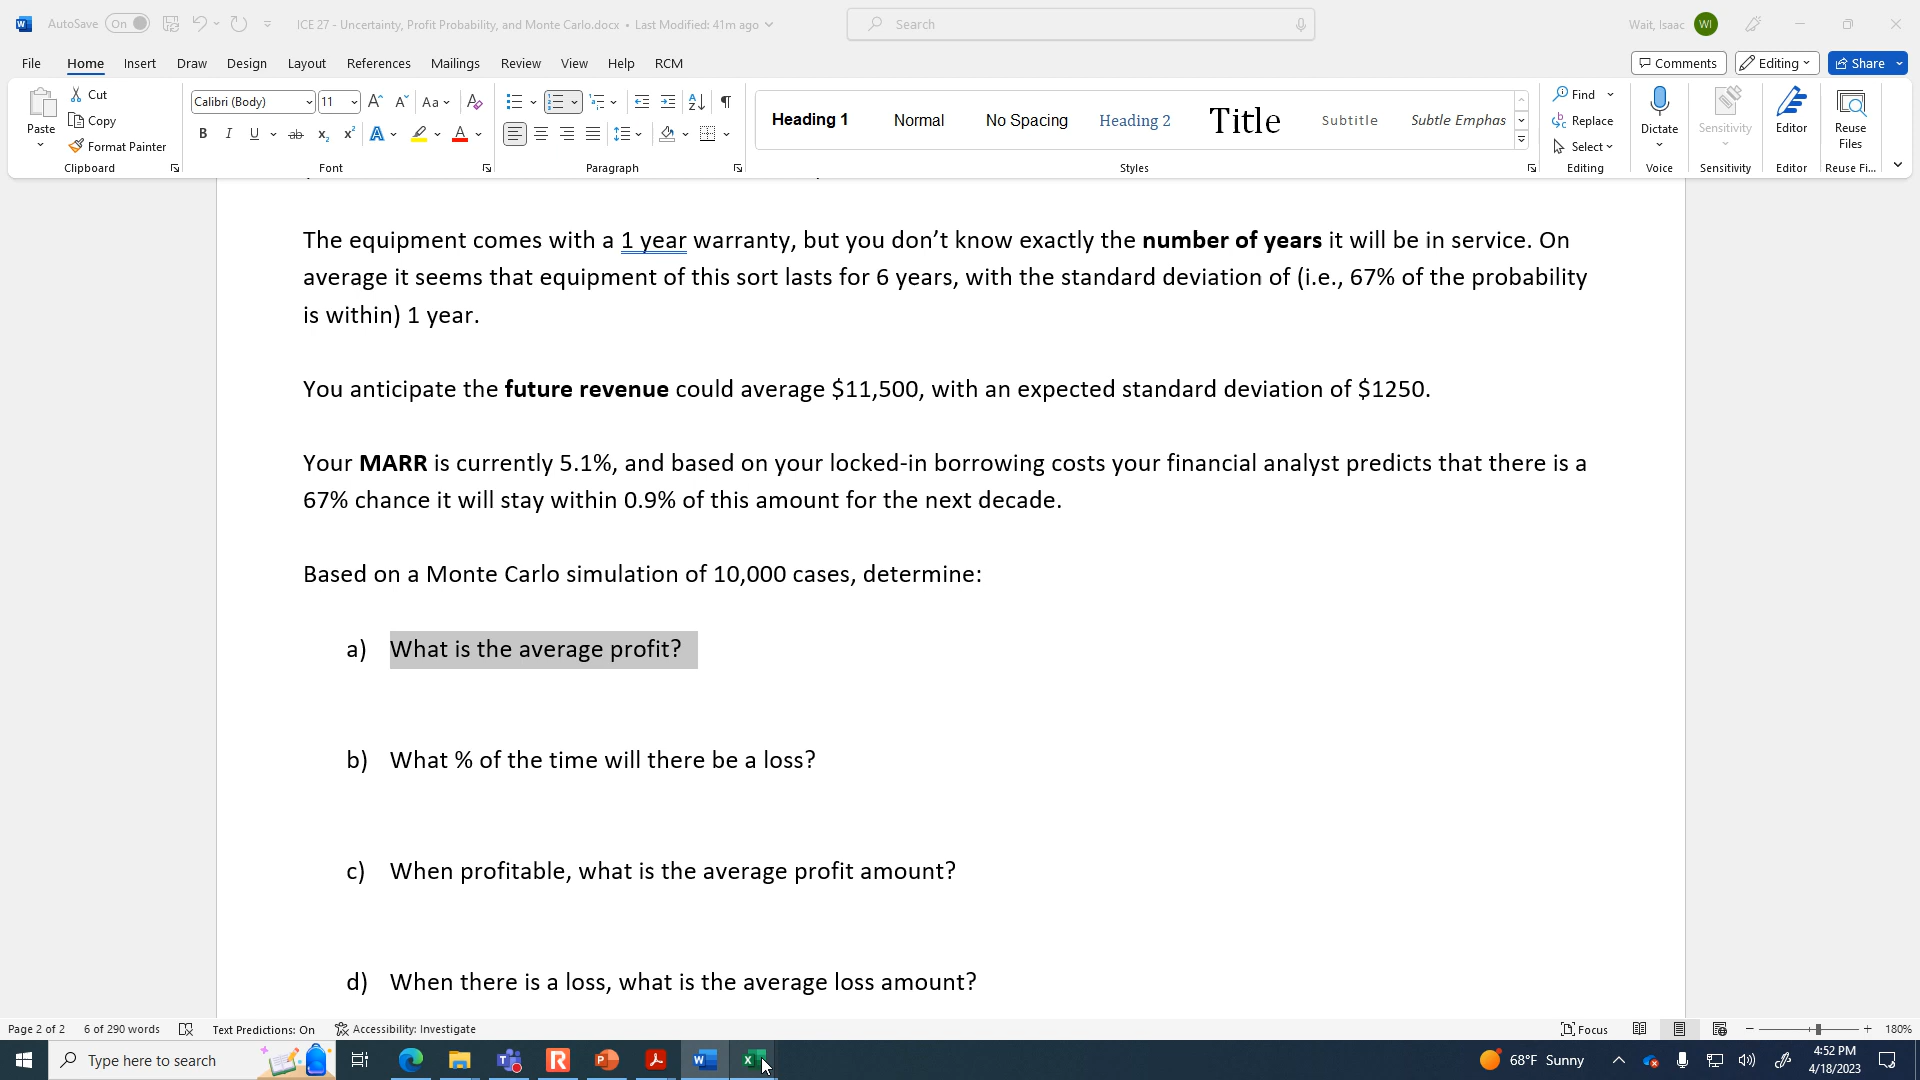 AutoSave On ICE 27 - Uncertainty, Profit Probability, and Monte Carlo.docx • Last Modified: 41m ago Search Wait, Isaac WI
File Home Insert Draw Design Layout References Mailings Review View Help RCM Comments Editing Share
Paste Cut Copy Format Painter Clipboard
Calibri (Body) 11 Font
Paragraph
Heading 1 Normal No Spacing Heading 2 Title Subtitle Subtle Emphas Styles
Find Replace Select Editing
Dictate Voice
Sensitivity Sensitivity
Editor Editor
Reuse Files Reuse Fi...
The equipment comes with a 1 year warranty, but you don’t know exactly the number of years it will be in service. On
average it seems that equipment of this sort lasts for 6 years, with the standard deviation of (i.e., 67% of the probability
is within) 1 year.
You anticipate the future revenue could average $11,500, with an expected standard deviation of $1250.
Your MARR is currently 5.1%, and based on your locked-in borrowing costs your financial analyst predicts that there is a
67% chance it will stay within 0.9% of this amount for the next decade.
Based on a Monte Carlo simulation of 10,000 cases, determine:
a) What is the average profit?
b) What % of the time will there be a loss?
c) When profitable, what is the average profit amount?
d) When there is a loss, what is the average loss amount?
Page 2 of 2 6 of 290 words Text Predictions: On Accessibility: Investigate Focus 180%
Type here to search 68°F Sunny 4:52 PM
4/18/2023